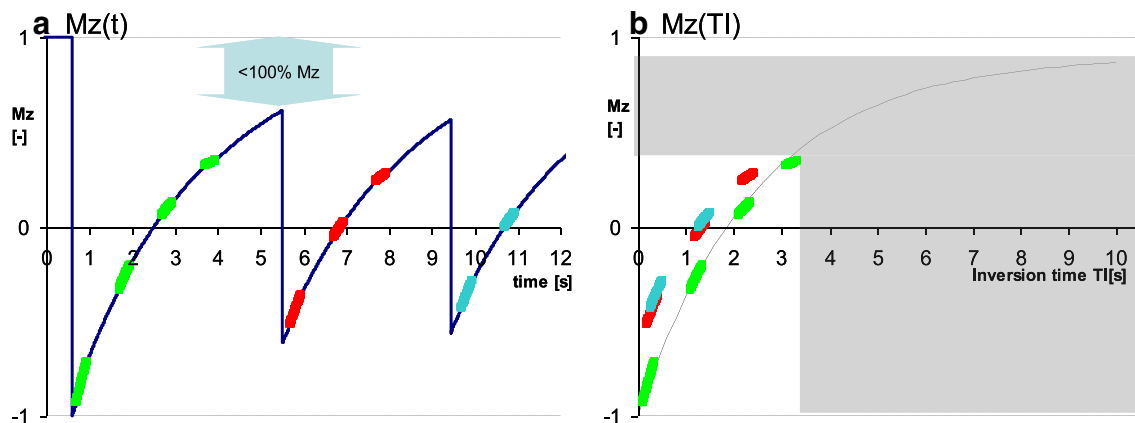 a Mz(t)
1
Mz
[-]
0
-1
<100% Mz
0 1 2 3 4 5 6 7 8 9 10 11 12
time [s]
b Mz(TI)
1
Mz
[-]
0
-1
0 1 2 3 4 5 6 7 8 9 10
Inversion time TI[s]